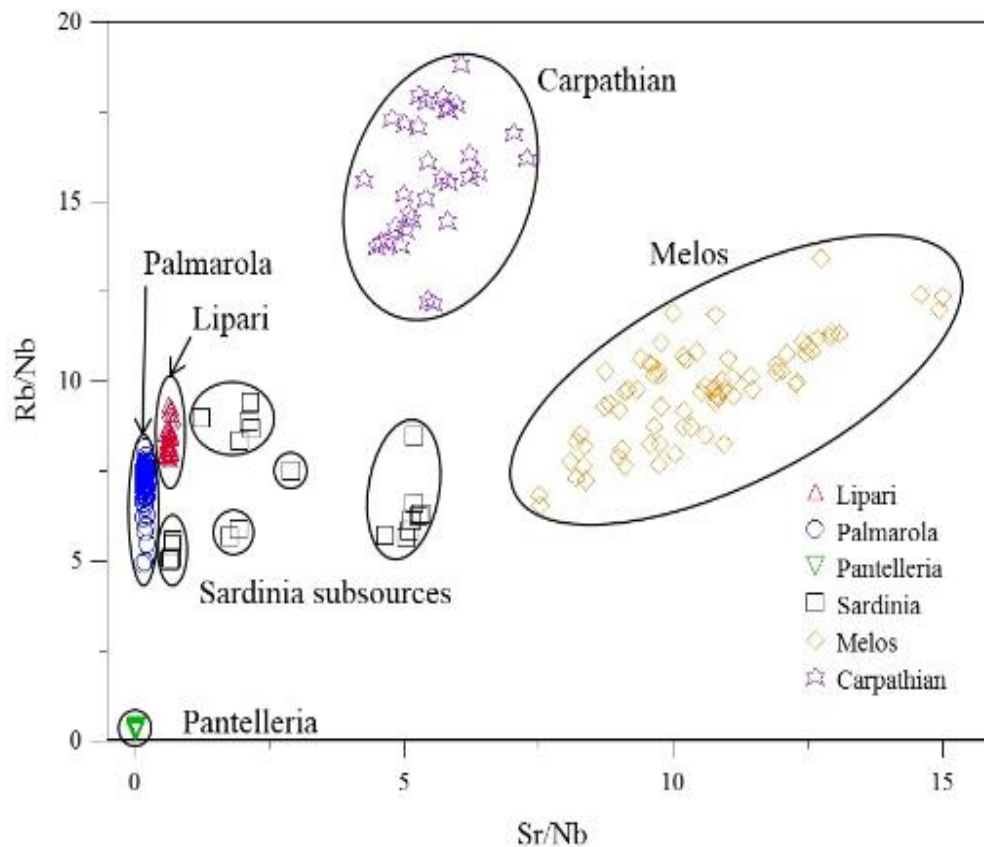 20
Carpathian
15
Melos
Palmarola
Lipari
Rb/Nb
10
Lipari
Palmarola
5
Pantelleria
Sardinia subsources
Sardinia
Melos
Carpathian
Pantelleria
0
0
5
10
15
Sr/Nb